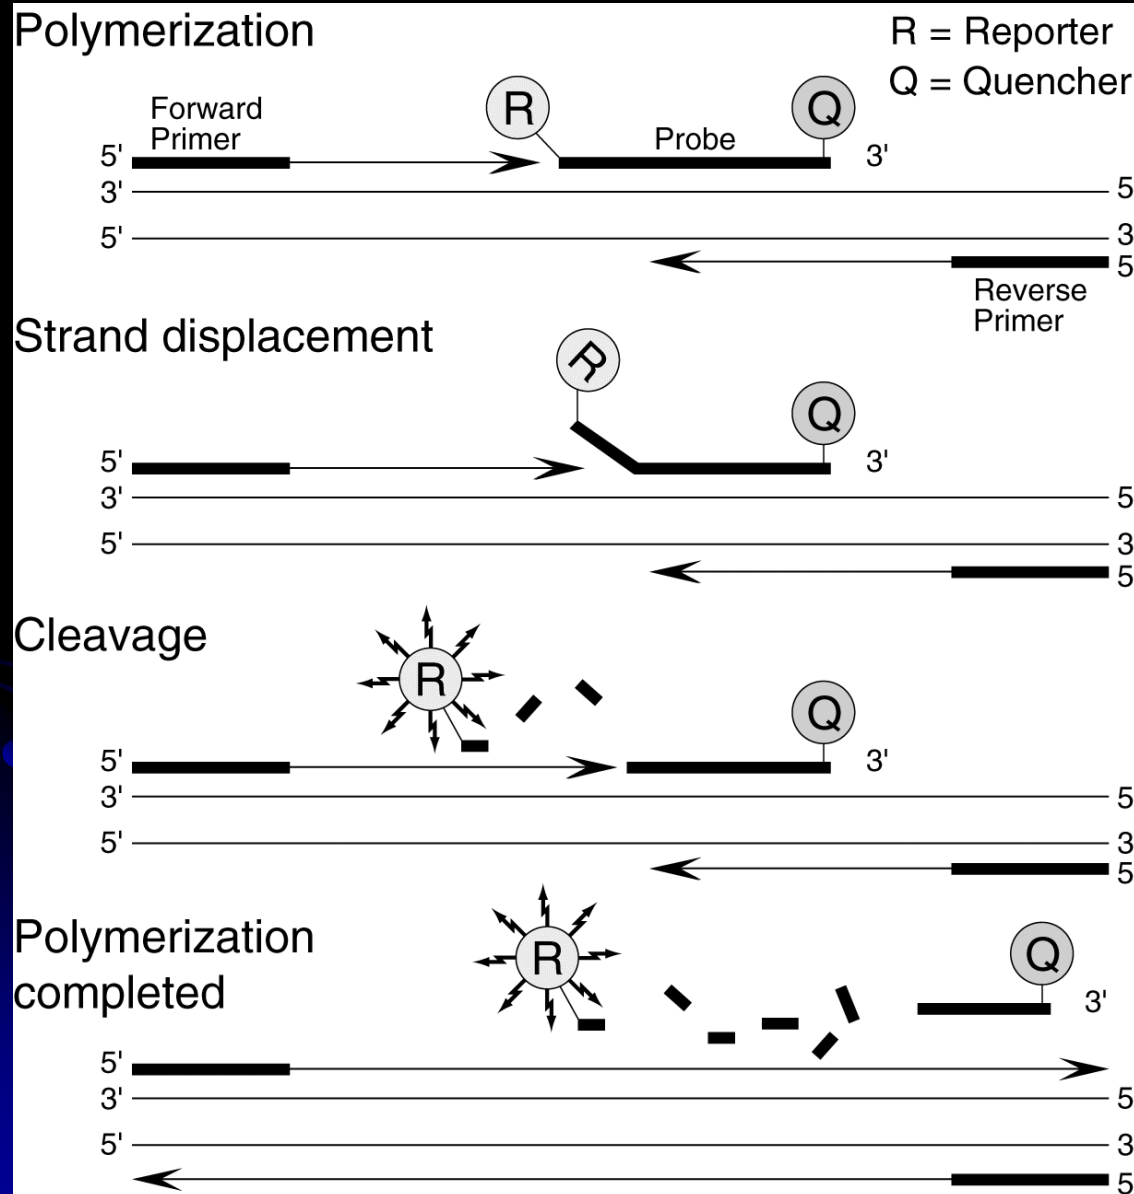 Polymerization
R = Reporter
Q = Quencher
R
Q
Forward
Primer
Probe
5' 3'
3' 5
5' 3
5
Reverse
Primer
Strand displacement
R
Q
5' 3'
3' 5
5' 3
5
Cleavage
R
Q
5' 3'
3' 5
5' 3
5
Polymerization
completed
R
Q
3'
5'
3' 5
5' 3
5